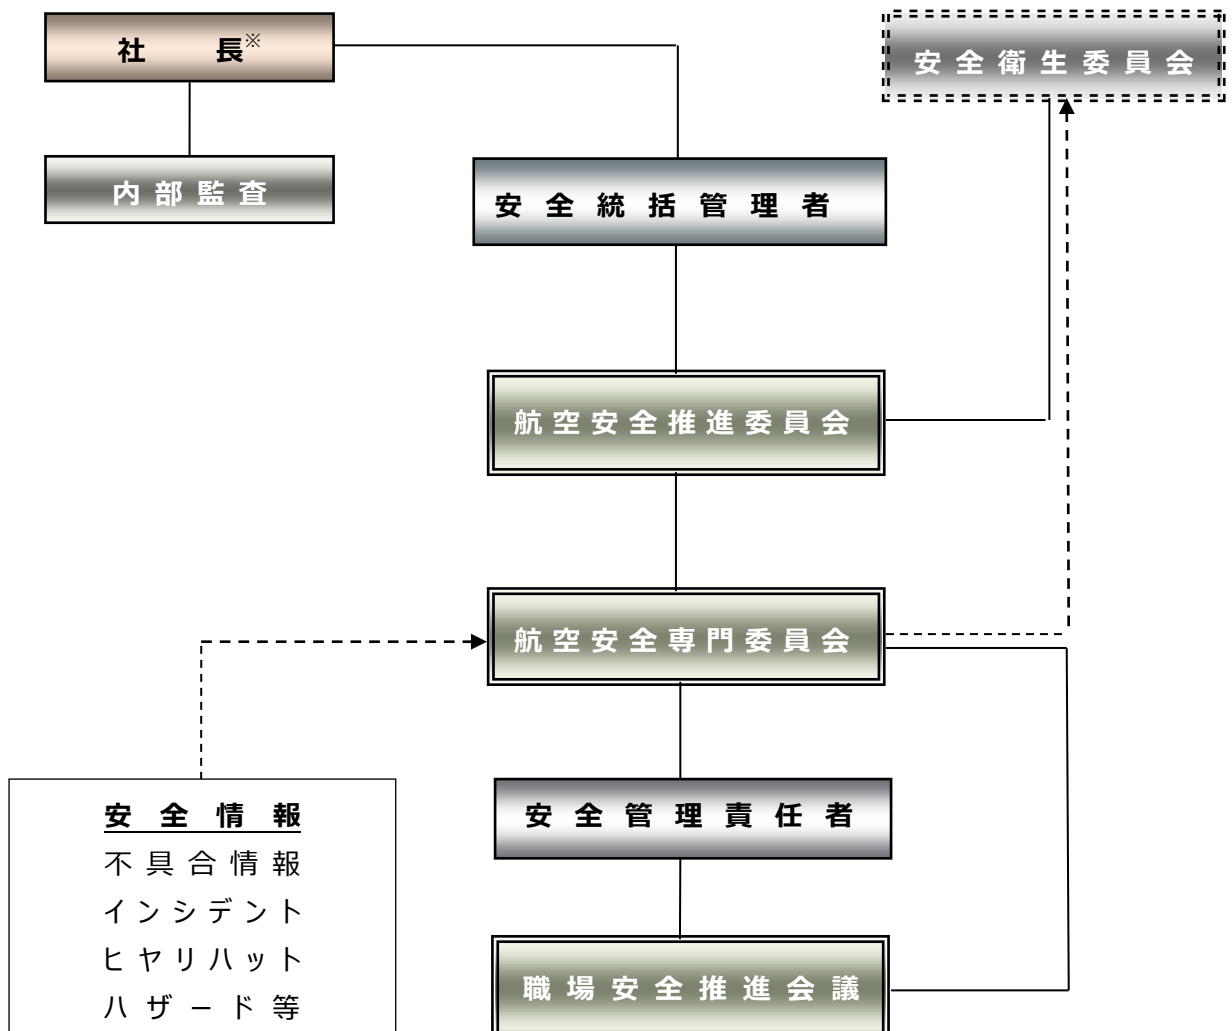 社長※
安全衛生委員会
内部監査
安全統括管理者
航空安全推進委員会
航空安全専門委員会
安全情報
不具合情報
インシデント
ヒヤリハット
ハザード等
安全管理責任者
職場安全推進会議